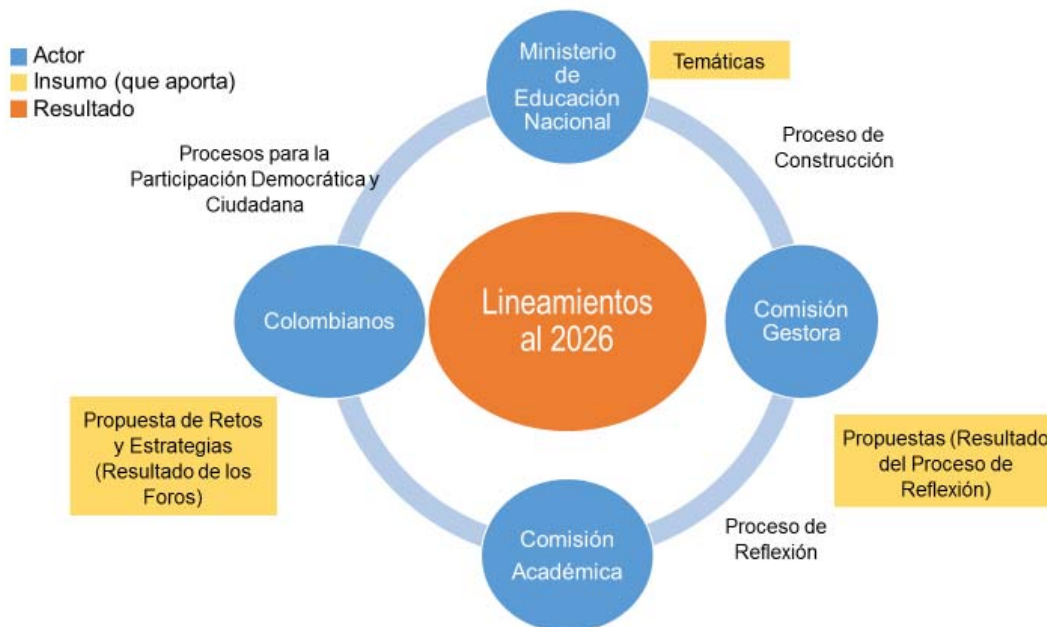 Actor
Insumo (que aporta)
Resultado
Ministerio
de
Educación
Nacional
Temáticas
Proceso de
Construcción
Procesos para la
Participación Democrática y
Ciudadana
Colombianos
Lineamientos
al 2026
Comisión
Gestora
Propuesta de Retos
y Estrategias
(Resultado de los
Foros)
Propuestas (Resultado
del Proceso de
Reflexión)
Proceso de
Reflexión
Comisión
Académica